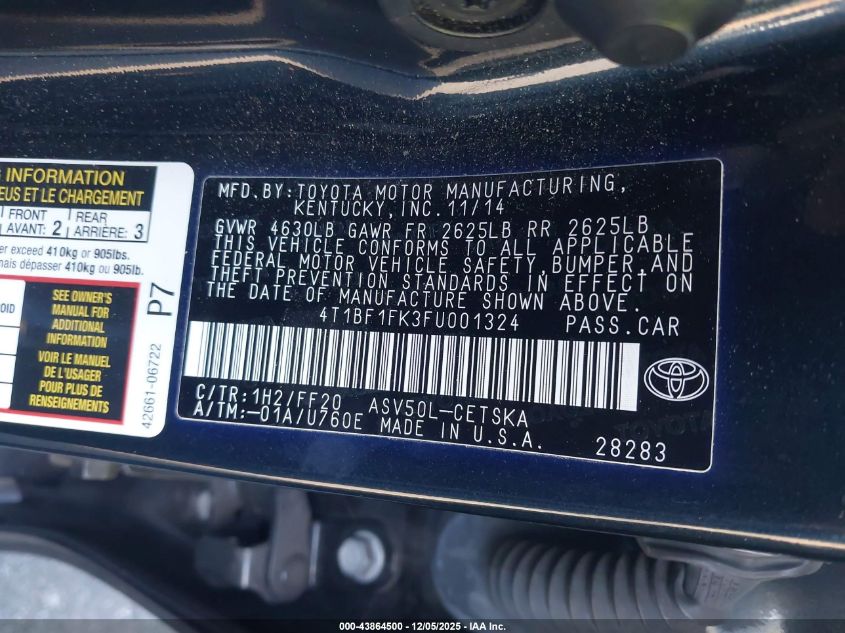 G INFORMATION
EUS ET LE CHARGEMENT
FRONT
AVANT: 2
REAR
ARRIÈRE: 3
er exceed 410kg or 905lbs.
mais dépasser 410kg ou 905lb.
OID
SEE OWNER'S
MANUAL FOR
ADDITIONAL
INFORMATION
VOIR LE MANUEL
DE L'USAGER
POUR PLUS DE
RENSEIGNEMENTS
P7
42661-06722
MFD.BY:TOYOTA MOTOR MANUFACTURING,
KENTUCKY,INC.11/14
GVWR 4630LB GAWR FR 2625LB RR 2625LB
THIS VEHICLE CONFORMS TO ALL APPLICABLE
FEDERAL MOTOR VEHICLE SAFETY,BUMPER,AND
THEFT PREVENTION STANDARDS IN EFFECT ON
THE DATE OF MANUFACTURE SHOWN ABOVE.
4T1BF1FK3FU001324 PASS.CAR
C/TR:1H2/FF20 ASV50L-CETSKA
A/TM:-01A/U760E MADE IN U.S.A.
28283
000-43864500 - 12/05/2025 - IAA Inc.